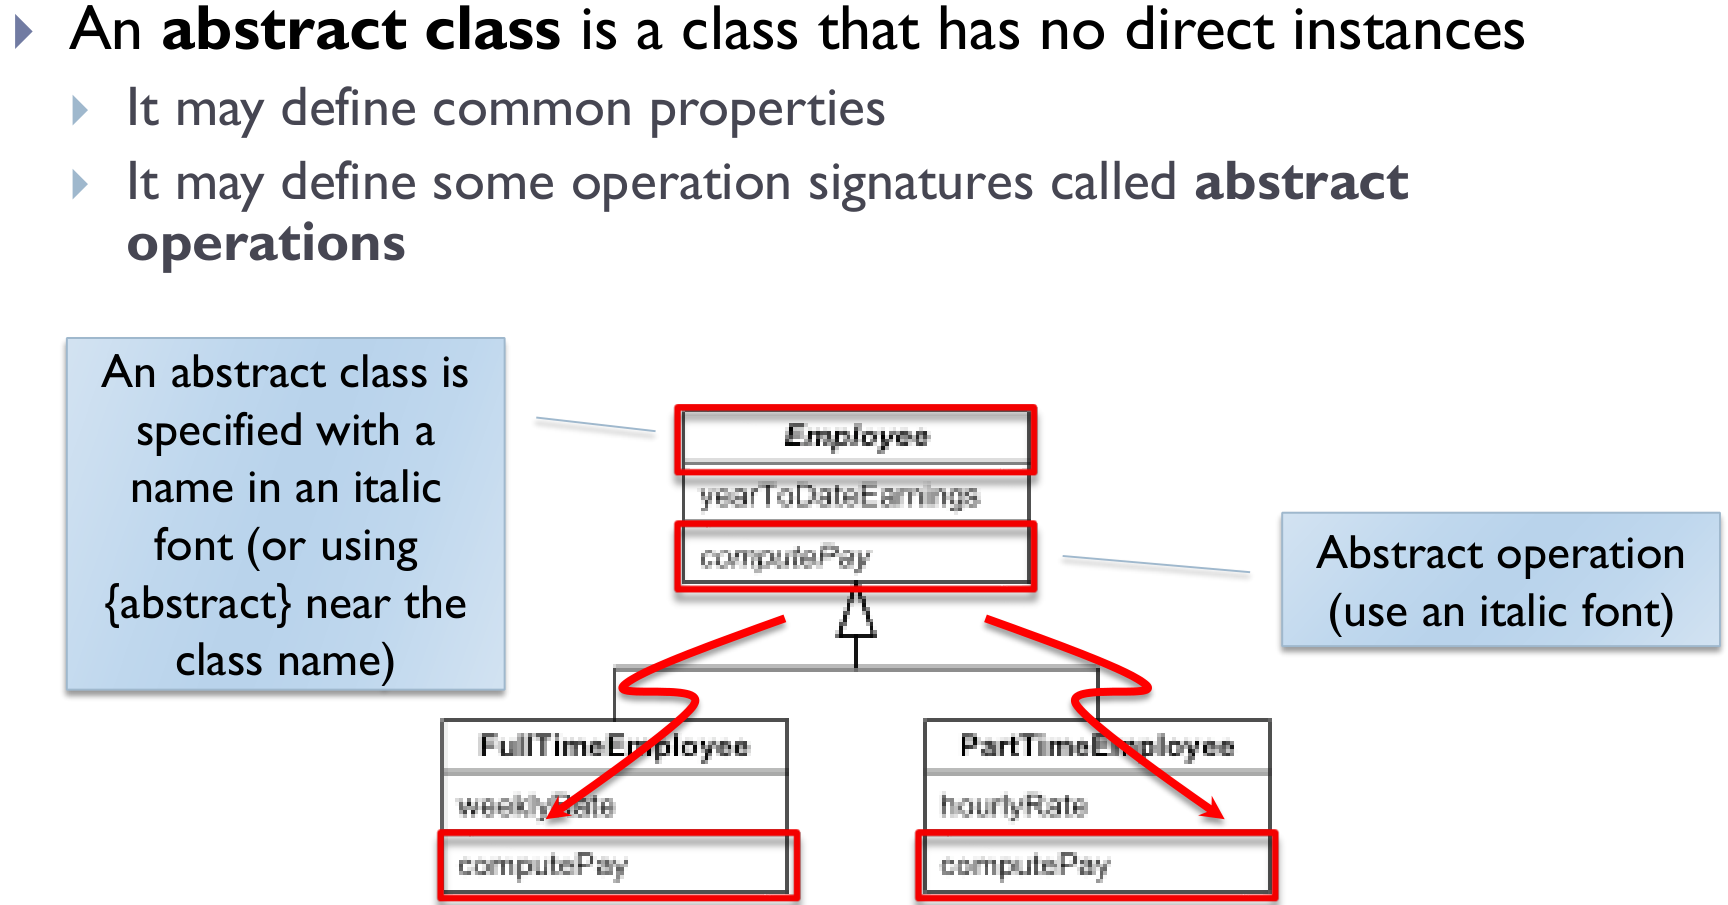 An abstract class is a class that has no direct instances
It may define common properties
It may define some operation signatures called abstract
operations
An abstract class is
specified with a
name in an italic
font (or using
{abstract} near the
class name)
Employee
yearToDateEarnings
computePay
Abstract operation
(use an italic font)
FullTimeEmployee
weeklyRate
computePay
PartTimeEmployee
hourlyRate
computePay